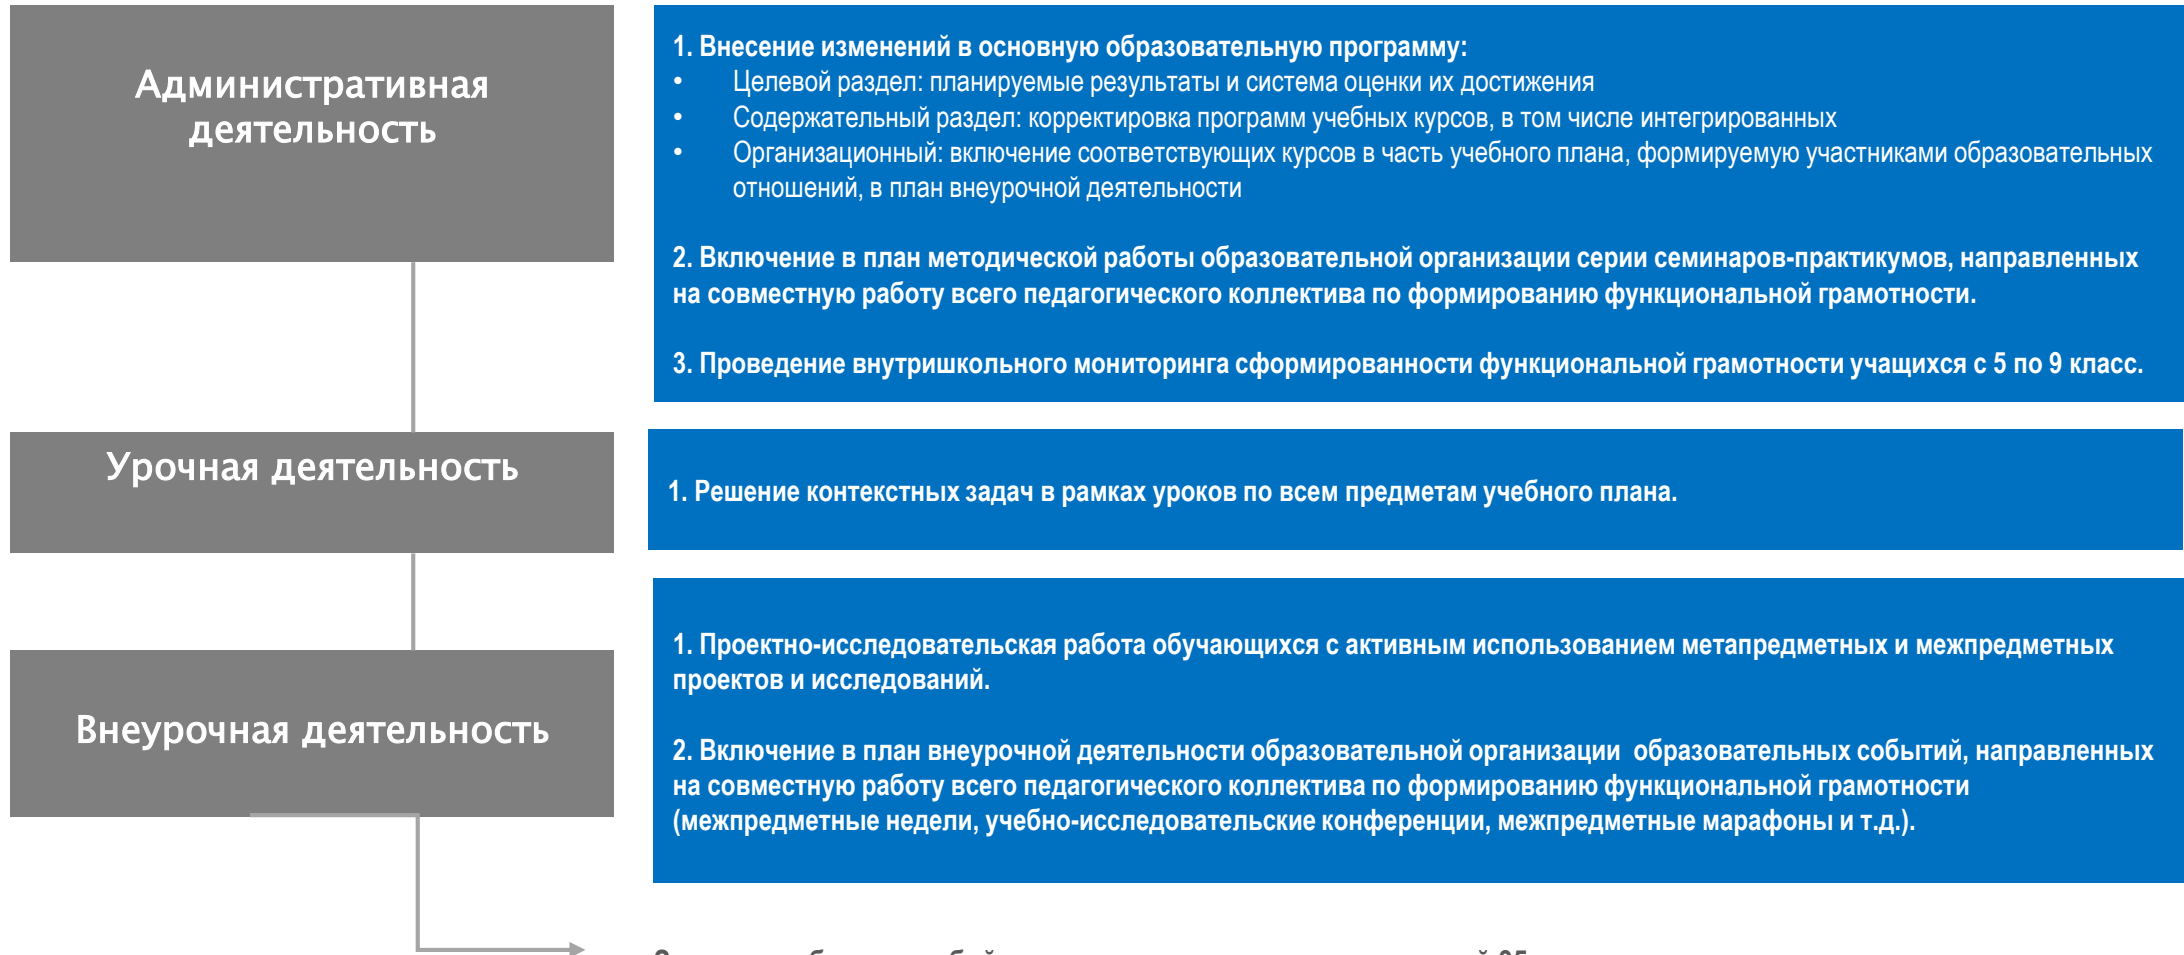 Административная
деятельность
1. Внесение изменений в основную образовательную программу:
• Целевой раздел: планируемые результаты и система оценки их достижения
• Содержательный раздел: корректировка программ учебных курсов, в том числе интегрированных
• Организационный: включение соответствующих курсов в часть учебного плана, формируемую участниками образовательных
отношений, в план внеурочной деятельности
2. Включение в план методической работы образовательной организации серии семинаров-практикумов, направленных
на совместную работу всего педагогического коллектива по формированию функциональной грамотности.
3. Проведение внутришкольного мониторинга сформированности функциональной грамотности учащихся с 5 по 9 класс.
Урочная деятельность
1. Решение контекстных задач в рамках уроков по всем предметам учебного плана.
Внеурочная деятельность
1. Проектно-исследовательская работа обучающихся с активным использованием метапредметных и межпредметных
проектов и исследований.
2. Включение в план внеурочной деятельности образовательной организации  образовательных событий, направленных
на совместную работу всего педагогического коллектива по формированию функциональной грамотности
(межпредметные недели, учебно-исследовательские конференции, межпредметные марафоны и т.д.).